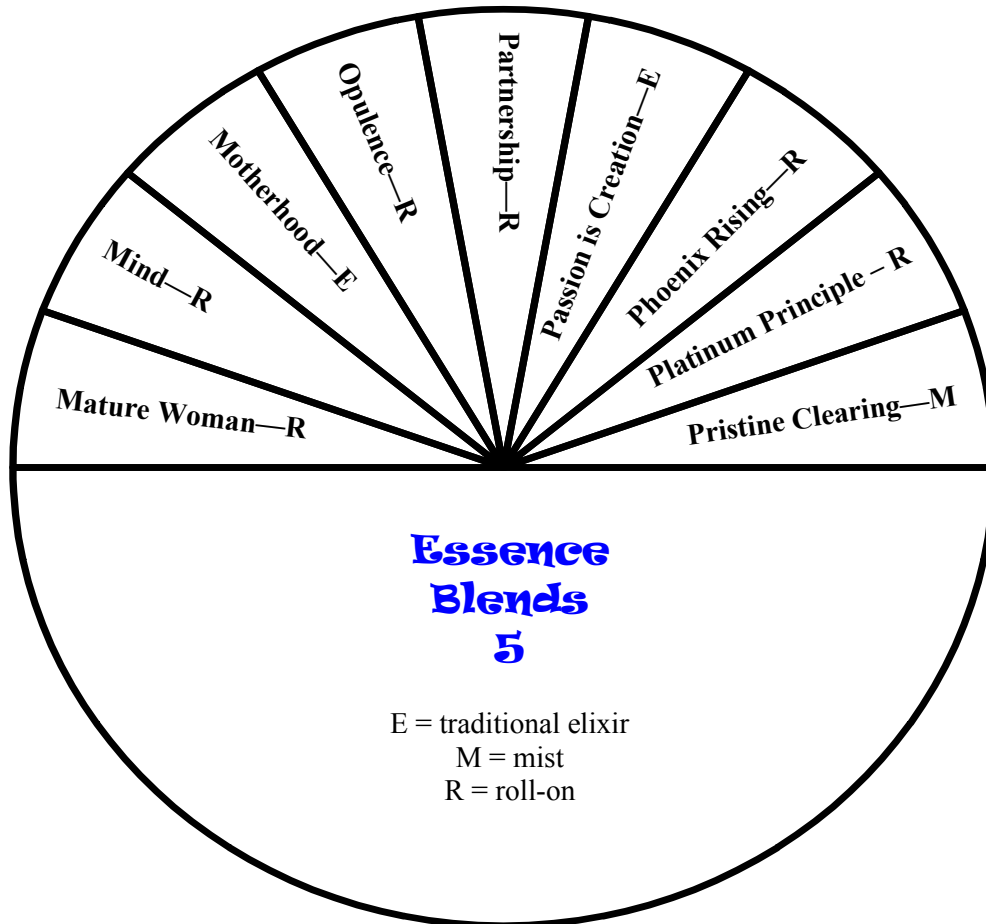 Mature Woman—R
Mind—R
Motherhood—E
Opulence—R
Partnership—R
Passion is Creation—E
Phoenix Rising—R
Platinum Principle – R
Pristine Clearing—M
Essence
Blends
5
E = traditional elixir
M = mist
R = roll-on